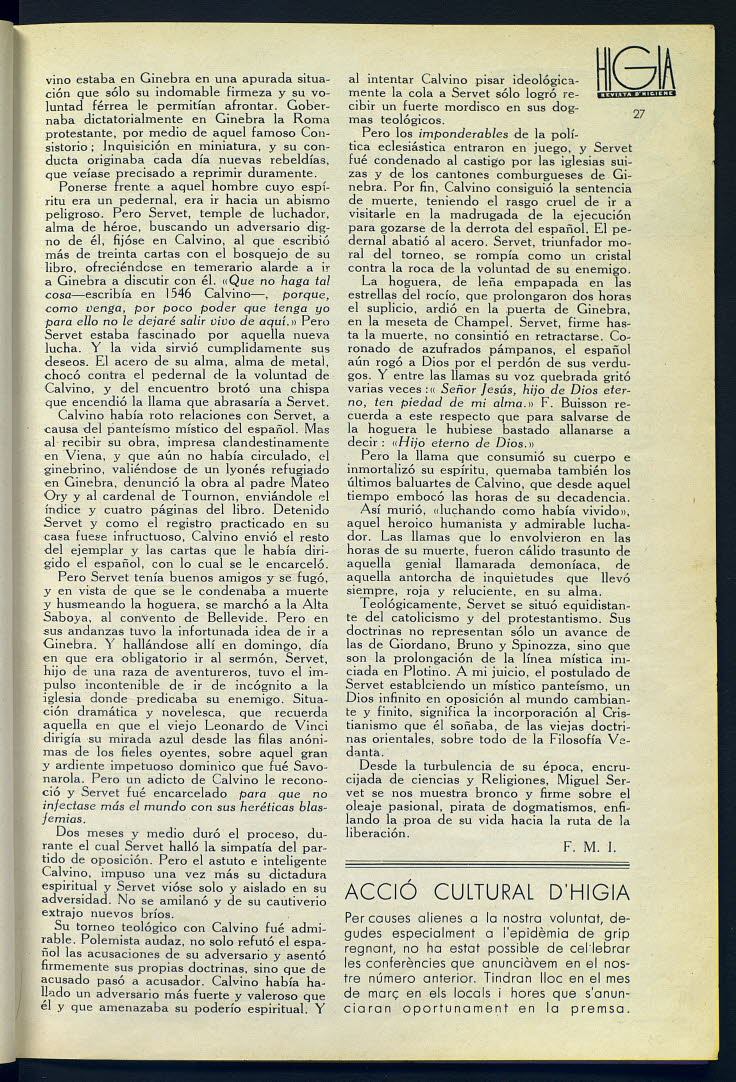 HIGIA
REVISTA D'HIGIENE
27
vino estaba en Ginebra en una apurada situa-
ción que sólo su indomable firmeza y su vo-
luntad férrea le permitían afrontar. Gober-
naba dictatorialmente en Ginebra la Roma
protestante, por medio de aquel famoso Con-
sistorio; Inquisición en miniatura, y su con-
ducta originaba cada día nuevas rebeldías,
que veíase precisado a reprimir duramente.
Ponerse frente a aquel hombre cuyo espí-
ritu era un pedernal, era ir hacia un abismo
peligroso. Pero Servet, temple de luchador,
alma de héroe, buscando un adversario dig-
no de él, fijóse en Calvino, al que escribió
más de treinta cartas con el bosquejo de su
libro, ofreciéndose en temerario alarde a ir
a Ginebra a discutir con él. «Que no haga tal
cosa—escribía en 1546 Calvino—, porque,
como venga, por poco poder que tenga yo
para ello no le dejaré salir vivo de aquí.» Pero
Servet estaba fascinado por aquella nueva
lucha. Y la vida sirvió cumplidamente sus
deseos. El acero de su alma, alma de metal,
chocó contra el pedernal de la voluntad de
Calvino, y del encuentro brotó una chispa
que encendió la llama que abrasaría a Servet.
Calvino había roto relaciones con Servet, a
causa del panteísmo místico del español. Mas
al recibir su obra, impresa clandestinamente
en Viena, y que aún no había circulado, el
ginebrino, valiéndose de un lyonés refugiado
en Ginebra, denunció la obra al padre Mateo
Ory y al cardenal de Tournon, enviándole el
índice y cuatro páginas del libro. Detenido
Servet y como el registro practicado en su
casa fuese infructuoso, Calvino envió el resto
del ejemplar y las cartas que le había diri-
gido el español, con lo cual se le encarceló.
Pero Servet tenía buenos amigos y se fugó,
y en vista de que se le condenaba a muerte
y husmeando la hoguera, se marchó a la Alta
Saboya, al convento de Bellevide. Pero en
sus andanzas tuvo la infortunada idea de ir a
Ginebra. Y hallándose allí en domingo, día
en que era obligatorio ir al sermón, Servet,
hijo de una raza de aventureros, tuvo el im-
pulso incontenible de ir de incógnito a la
iglesia donde predicaba su enemigo. Situa-
ción dramática y novelesca, que recuerda
aquella en que el viejo Leonardo de Vinci
dirigía su mirada azul desde las filas anóni-
mas de los fieles oyentes, sobre aquel gran
y ardiente impetuoso dominico que fué Savo-
narola. Pero un adicto de Calvino le recono-
ció y Servet fué encarcelado para que no
infectase más el mundo con sus heréticas blas-
femias.
Dos meses y medio duró el proceso, du-
rante el cual Servet halló la simpatía del par-
tido de oposición. Pero el astuto e inteligente
Calvino, impuso una vez más su dictadura
espiritual y Servet vióse solo y aislado en su
adversidad. No se amilanó y de su cautiverio
extrajo nuevos bríos.
Su torneo teológico con Calvino fué admi-
rable. Polemista audaz, no solo refutó el espa-
ñol las acusaciones de su adversario y asentó
firmemente sus propias doctrinas, sino que de
acusado pasó a acusador. Calvino había ha-
llado un adversario más fuerte y valeroso que
él y que amenazaba su poderío espiritual. Y
al intentar Calvino pisar ideológica-
mente la cola a Servet sólo logró re-
cibir un fuerte mordisco en sus dog-
mas teológicos.
Pero los imponderables de la polí-
tica eclesiástica entraron en juego, y Servet
fué condenado al castigo por las iglesias sui-
zas y de los cantones comburgueses de Gi-
nebra. Por fin, Calvino consiguió la sentencia
de muerte, teniendo el rasgo cruel de ir a
visitarle en la madrugada de la ejecución
para gozarse de la derrota del español. El pe-
dernal abatió al acero. Servet, triunfador mo-
ral del torneo, se rompía como un cristal
contra la roca de la voluntad de su enemigo.
La hoguera, de leña empapada en las
estrellas del rocío, que prolongaron dos horas
el suplicio, ardió en la puerta de Ginebra,
en la meseta de Champel. Servet, firme has-
ta la muerte, no consintió en retractarse. Co-
ronado de azufrados pámpanos, el español
aún rogó a Dios por el perdón de sus verdu-
gos. Y entre las llamas su voz quebrada gritó
varias veces:« Señor Jesús, hijo de Dios eter-
no, ten piedad de mi alma.» F. Buisson re-
cuerda a este respecto que para salvarse de
la hoguera le hubiese bastado allanarse a
decir: «Hijo eterno de Dios.»
Pero la llama que consumió su cuerpo e
inmortalizó su espíritu, quemaba también los
últimos baluartes de Calvino, que desde aquel
tiempo embocó las horas de su decadencia.
Así murió, «luchando como había vivido»,
aquel heroico humanista y admirable lucha-
dor. Las llamas que lo envolvieron en las
horas de su muerte, fueron cálido trasunto de
aquella genial llamarada demoníaca, de
aquella antorcha de inquietudes que llevó
siempre, roja y reluciente, en su alma.
Teológicamente, Servet se situó equidistan-
te del catolicismo y del protestantismo. Sus
doctrinas no representan sólo un avance de
las de Giordano, Bruno y Spinozza, sino que
son la prolongación de la línea mística ini-
ciada en Plotino. A mi juicio, el postulado de
Servet establciendo un místico panteísmo, un
Dios infinito en oposición al mundo cambian-
te y finito, significa la incorporación al Cris-
tianismo que él soñaba, de las viejas doctri-
nas orientales, sobre todo de la Filosofía Ve-
danta.
Desde la turbulencia de su época, encru-
cijada de ciencias y Religiones, Miguel Ser-
vet se nos muestra bronco y firme sobre el
oleaje pasional, pirata de dogmatismos, enfi-
lando la proa de su vida hacia la ruta de la
liberación.
F. M. I.
ACCIÓ CULTURAL D'HIGIA
Per causes alienes a la nostra voluntat, de-
gudes especialment a l'epidèmia de grip
regnant, no ha estat possible de cel·lebrar
les conferències que anunciàvem en el nos-
tre número anterior. Tindran lloc en el mes
de març en els locals i hores que s'anun-
ciaran oportunament en la premsa.